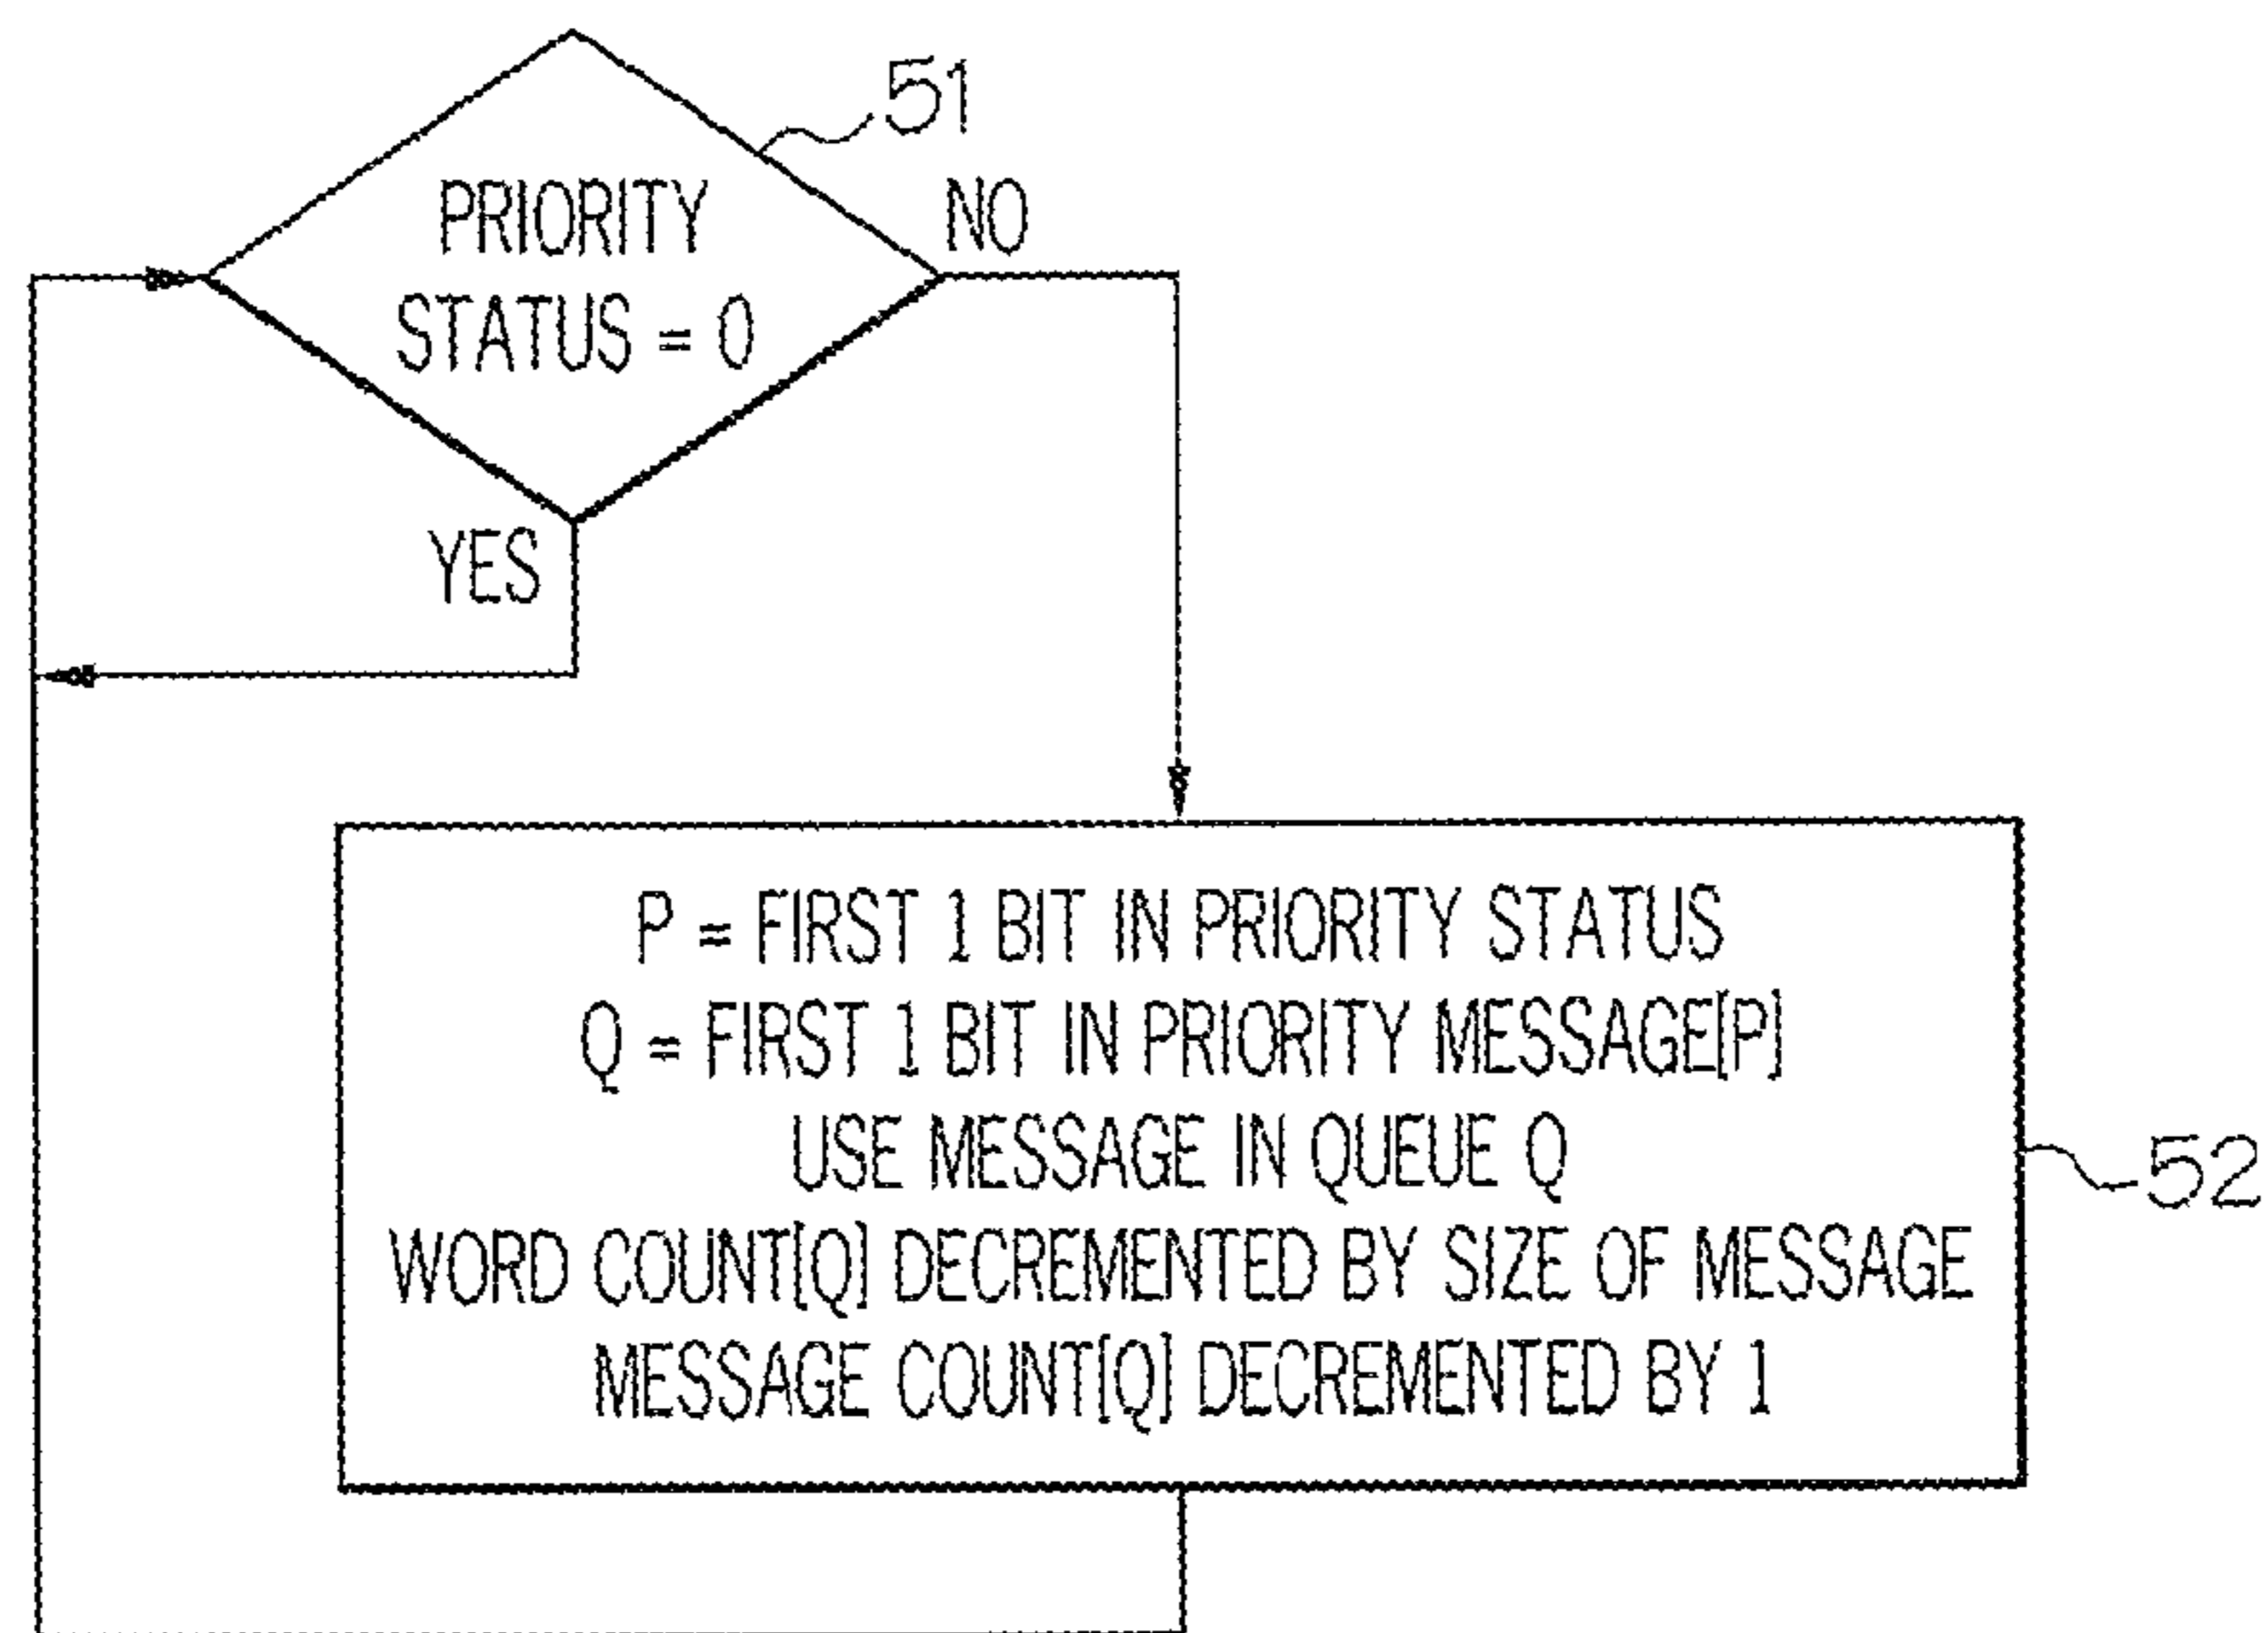 51
PRIORITY
STATUS = 0
NO
YES
P = FIRST 1 BIT IN PRIORITY STATUS
Q = FIRST 1 BIT IN PRIORITY MESSAGE[P]
USE MESSAGE IN QUEUE Q
WORD COUNT[Q] DECREMENTED BY SIZE OF MESSAGE
MESSAGE COUNT[Q] DECREMENTED BY 1
52